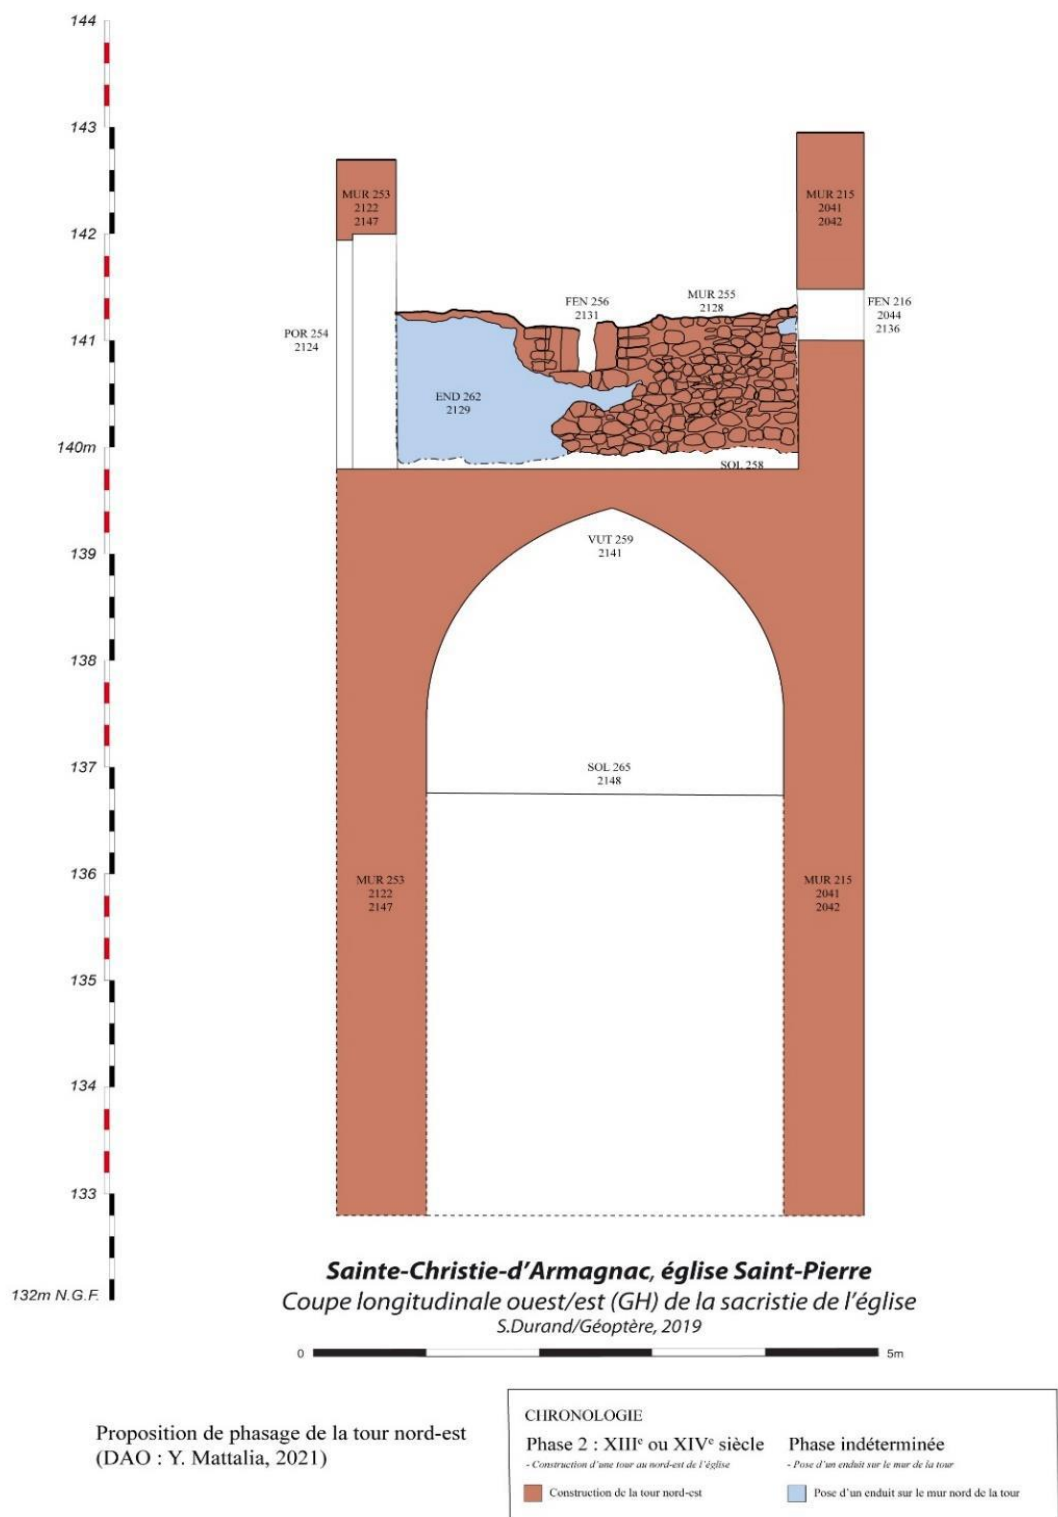 144
143
142
141
140m
139
138
137
136
135
134
133
132m N.G.F.
MUR 253
2122
2147
MUR 215
2041
2042
POR 254
2124
FEN 256
2131
MUR 255
2128
FEN 216
2044
2136
END 262
2129
SOL 258
VUT 259
2141
SOL 265
2148
MUR 253
2122
2147
MUR 215
2041
2042
Sainte-Christie-d'Armagnac, église Saint-Pierre
Coupe longitudinale ouest/est (GH) de la sacristie de l'église
S.Durand/Géoptère, 2019
0
5m
Proposition de phasage de la tour nord-est
(DAO : Y. Mattalia, 2021)
CHRONOLOGIE
Phase 2 : XIIIe ou XIVe siècle
- Construction d'une tour au nord-est de l'église
Construction de la tour nord-est
Phase indéterminée
- Pose d'un enduit sur le mur de la tour
Pose d'un enduit sur le mur nord de la tour